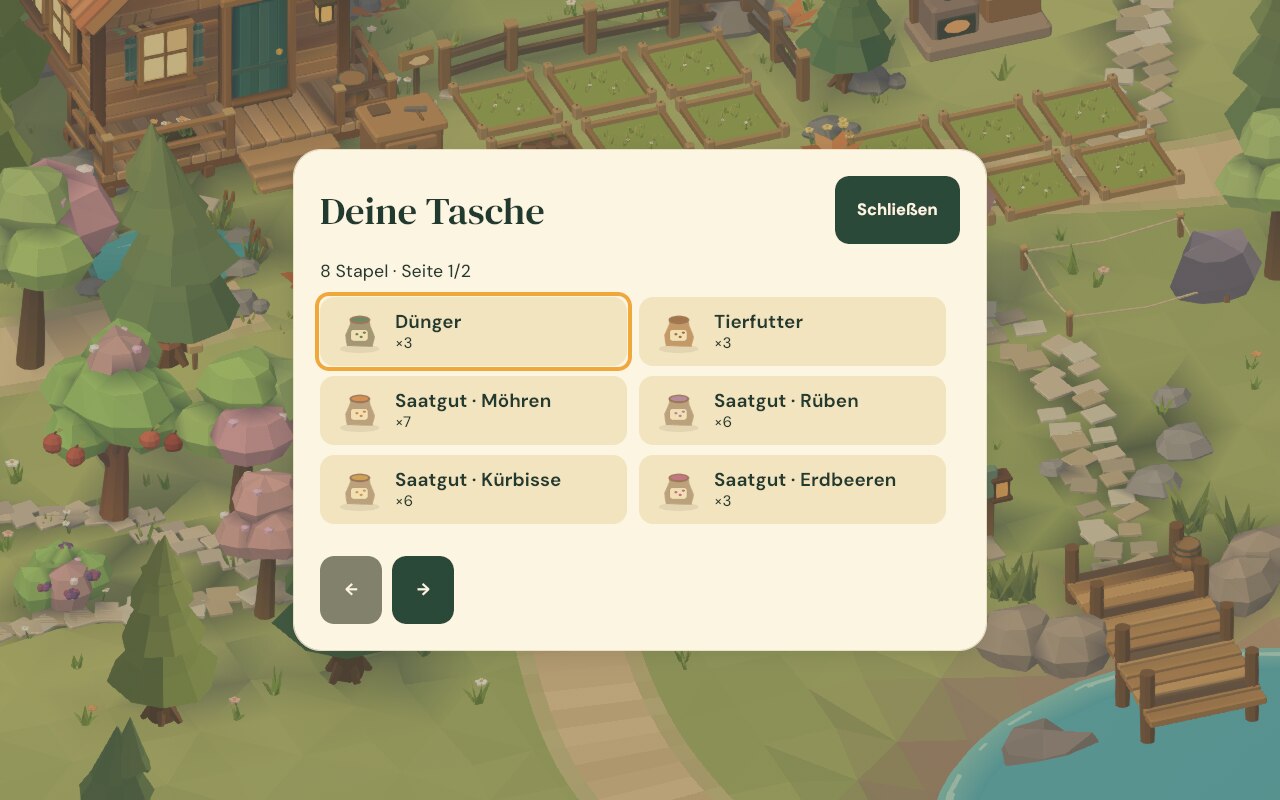 Deine Tasche
Schließen
8 Stapel · Seite 1/2
Dünger
×3
Tierfutter
×3
Saatgut · Möhren
×7
Saatgut · Rüben
×6
Saatgut · Kürbisse
×6
Saatgut · Erdbeeren
×3
← →